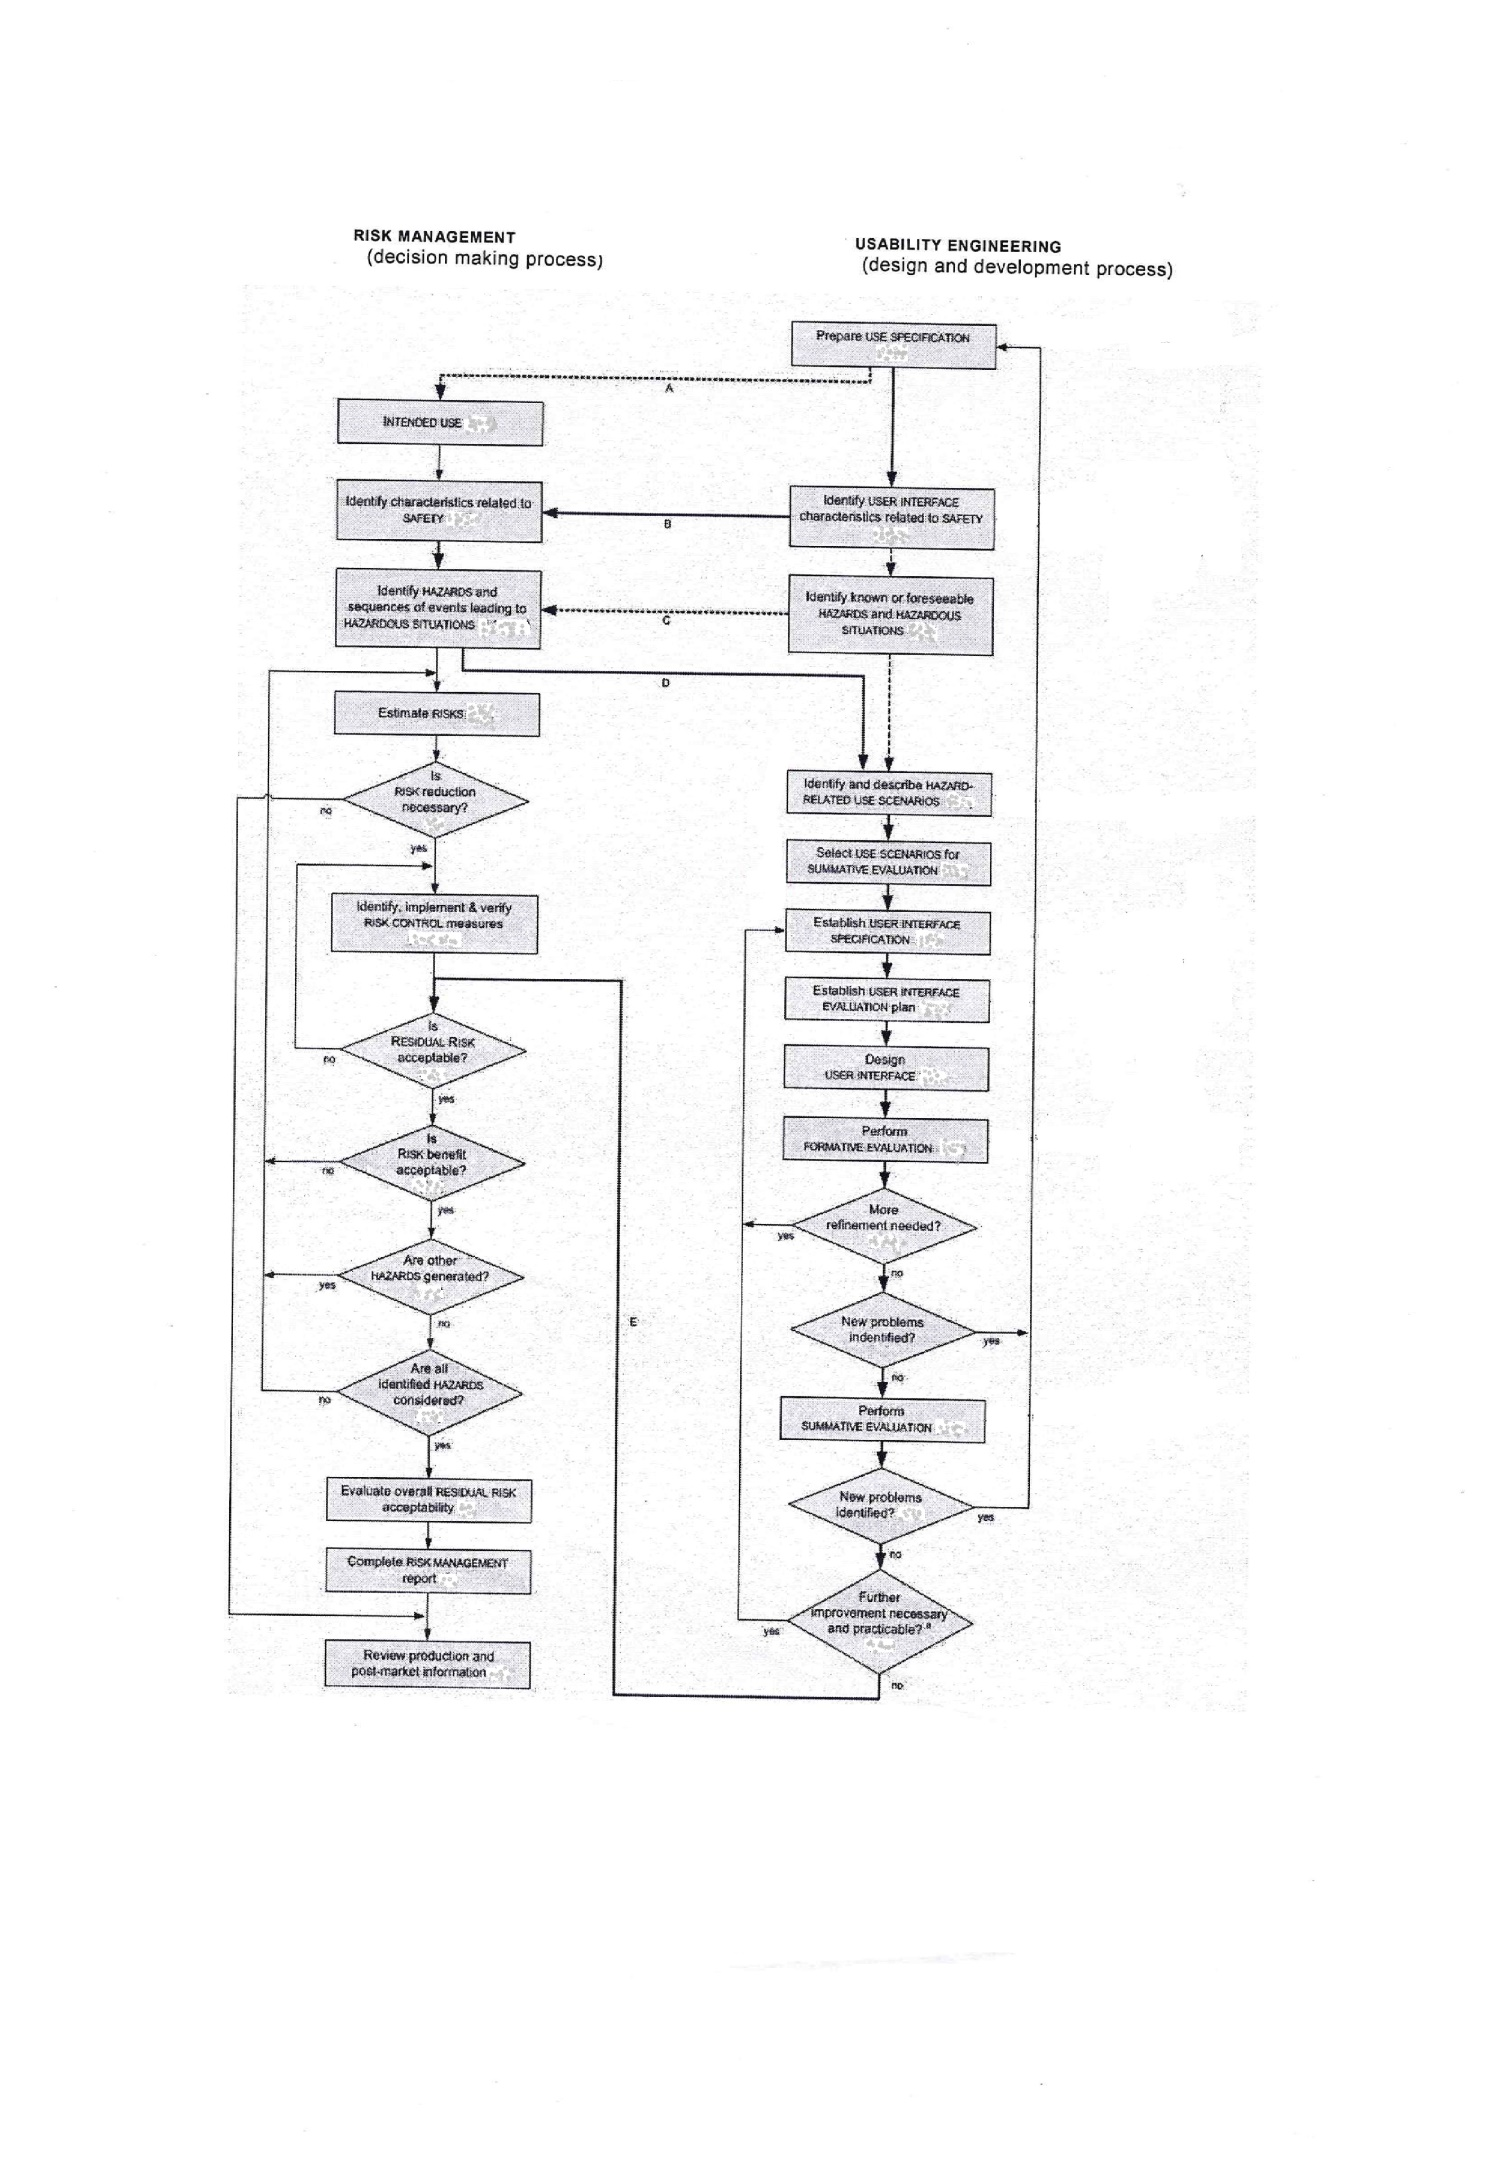 RISK MANAGEMENT
(decision making process)
USABILITY ENGINEERING
(design and development process)
Prepare USE SPECIFICATION
A
INTENDED USE
Identify characteristics related to
SAFETY
B
Identify USER INTERFACE
characteristics related to SAFETY
Identify HAZARDS and
sequences of events leading to
HAZARDOUS SITUATIONS
C
Identify known or foreseeable
HAZARDS and HAZARDOUS
SITUATIONS
D
Estimate RISKS
Is
RISK reduction
necessary?
no
yes
Identify, implement & verify
RISK CONTROL measures
Is
RESIDUAL RISK
acceptable?
no
yes
Is
RISK benefit
acceptable?
no
yes
Are other
HAZARDS generated?
yes
no
Are all
identified HAZARDS
considered?
no
yes
Evaluate overall RESIDUAL RISK
acceptability
Complete RISK MANAGEMENT
report
Review production and
post-market information
E
Identify and describe HAZARD-
RELATED USE SCENARIOS
Select USE SCENARIOS for
SUMMATIVE EVALUATION
Establish USER INTERFACE
SPECIFICATION
Establish USER INTERFACE
EVALUATION plan
Design
USER INTERFACE
Perform
FORMATIVE EVALUATION
More
refinement needed?
yes
no
New problems
indentified?
yes
no
Perform
SUMMATIVE EVALUATION
New problems
identified?
yes
no
Further
improvement necessary
and practicable? a
yes
no